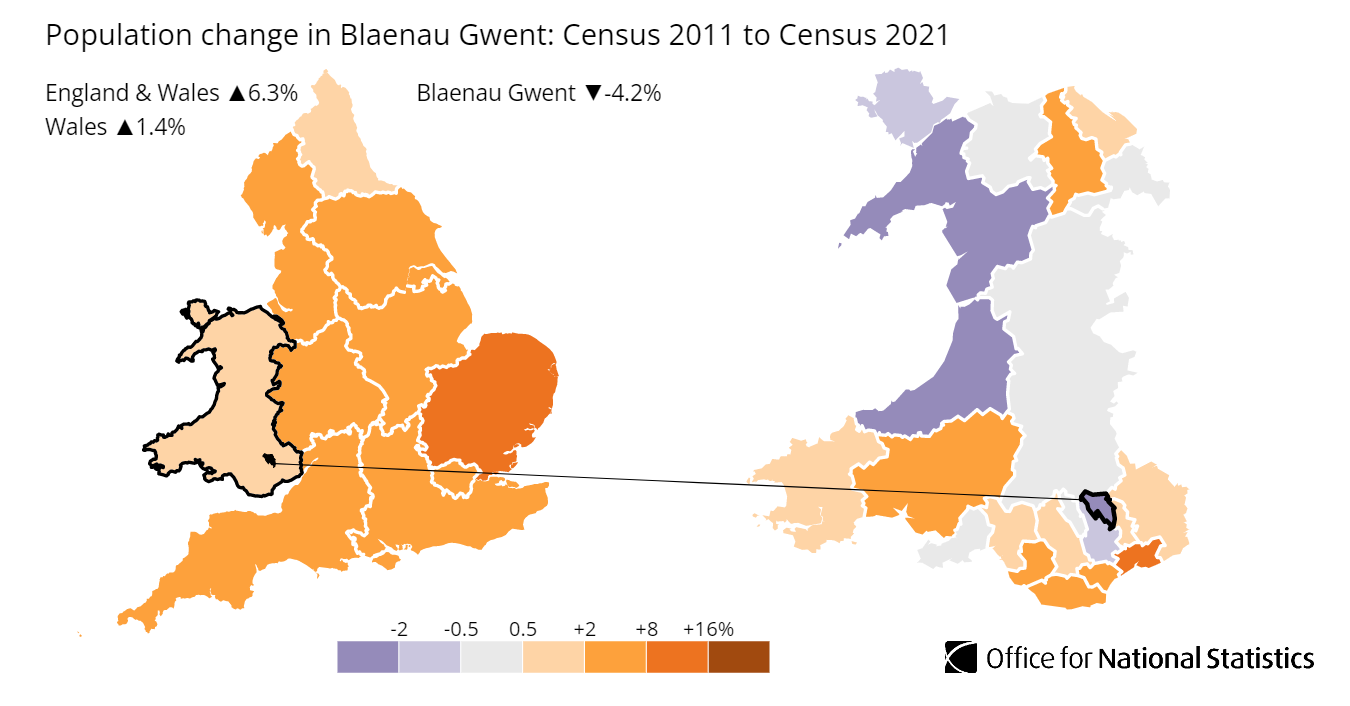 Population change in Blaenau Gwent: Census 2011 to Census 2021
England & Wales ▲6.3%
Blaenau Gwent ▼-4.2%
Wales ▲1.4%
-2 -0.5 0.5 +2 +8 +16%
Office for National Statistics